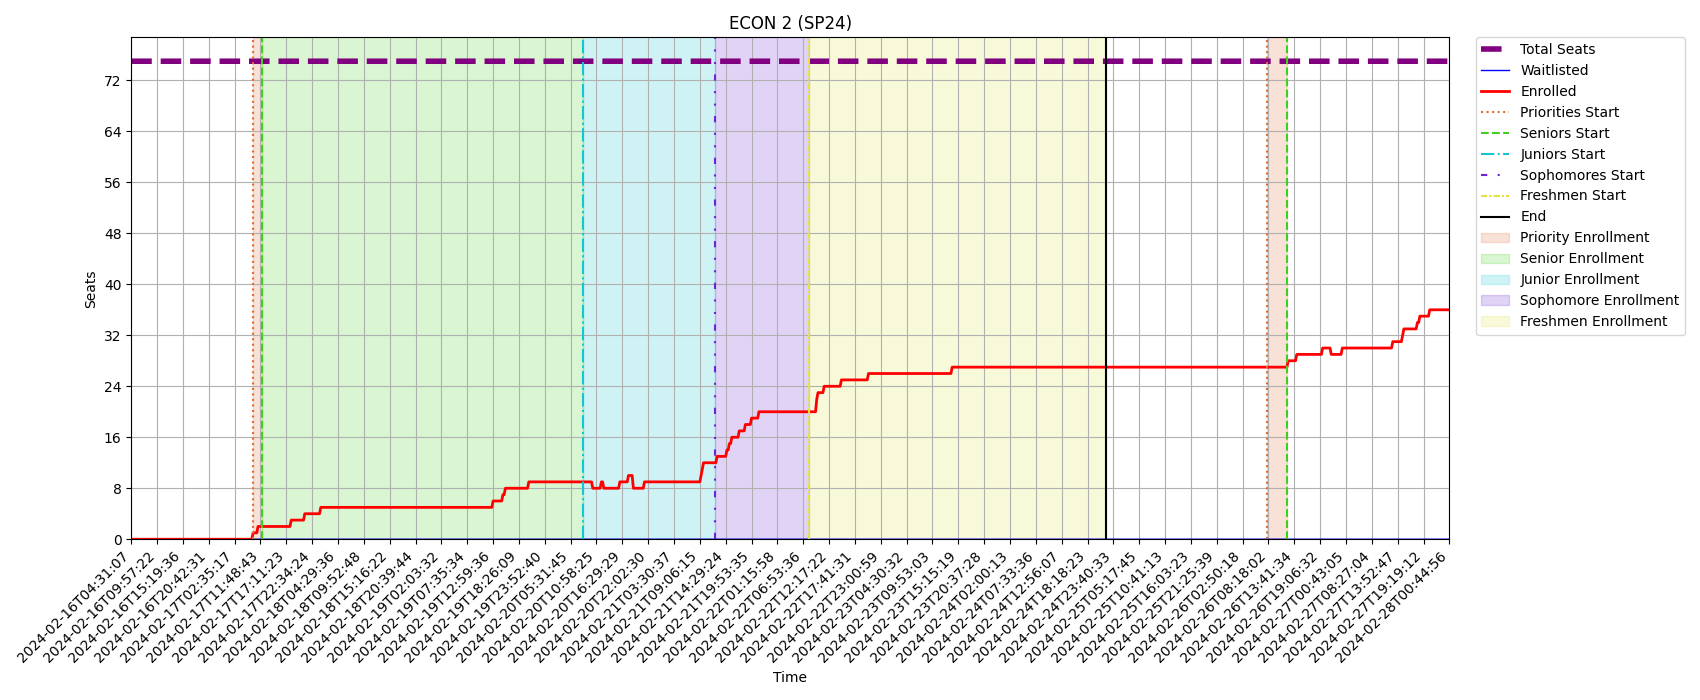 ECON 2 (SP24)
Seats
72
64
56
48
40
32
24
16
8
0
2024-02-16T04:31:07
2024-02-16T09:57:22
2024-02-16T15:19:36
2024-02-16T20:42:31
2024-02-17T02:35:17
2024-02-17T11:48:43
2024-02-17T17:11:23
2024-02-17T22:34:24
2024-02-18T04:29:36
2024-02-18T09:52:48
2024-02-18T15:16:22
2024-02-18T20:39:44
2024-02-19T02:03:32
2024-02-19T07:35:34
2024-02-19T12:59:36
2024-02-19T18:26:09
2024-02-19T23:52:40
2024-02-20T05:31:45
2024-02-20T10:58:25
2024-02-20T16:29:29
2024-02-20T22:02:30
2024-02-21T03:30:37
2024-02-21T09:06:15
2024-02-21T14:29:24
2024-02-21T19:53:35
2024-02-22T01:15:58
2024-02-22T06:53:36
2024-02-22T12:17:22
2024-02-22T17:41:31
2024-02-22T23:00:59
2024-02-23T04:30:32
2024-02-23T09:53:03
2024-02-23T15:15:19
2024-02-23T20:37:28
2024-02-24T02:00:13
2024-02-24T07:33:36
2024-02-24T12:56:07
2024-02-24T18:18:23
2024-02-24T23:40:33
2024-02-25T05:17:45
2024-02-25T10:41:13
2024-02-25T16:03:23
2024-02-25T21:25:39
2024-02-26T02:50:18
2024-02-26T08:18:02
2024-02-26T13:41:34
2024-02-26T19:06:32
2024-02-27T00:43:05
2024-02-27T08:27:04
2024-02-27T13:52:47
2024-02-27T19:19:12
2024-02-28T00:44:56
Time
Total Seats
Waitlisted
Enrolled
Priorities Start
Seniors Start
Juniors Start
Sophomores Start
Freshmen Start
End
Priority Enrollment
Senior Enrollment
Junior Enrollment
Sophomore Enrollment
Freshmen Enrollment